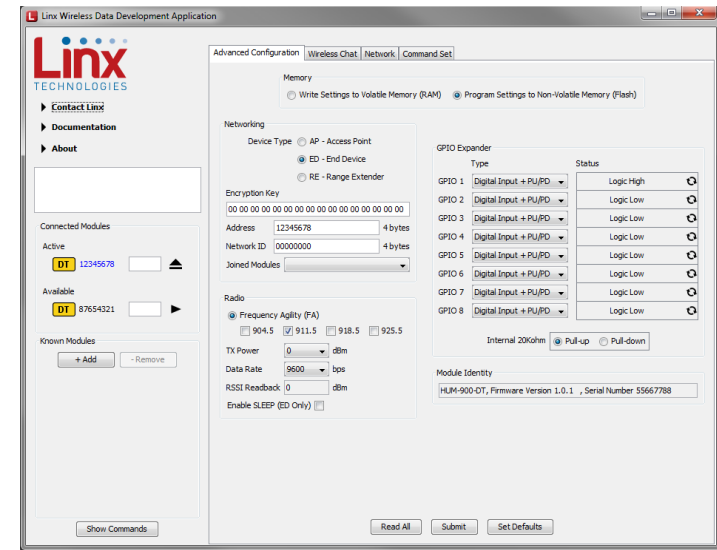 Linx Wireless Data Development Application
Linx
TECHNOLOGIES
Contact Linx
Documentation
About
Connected Modules
Active
DT 12345678
Available
DT 87654321
Known Modules
+ Add - Remove
Show Commands
Advanced Configuration Wireless Chat Network Command Set
Memory
Write Settings to Volatile Memory (RAM) Program Settings to Non-Volatile Memory (Flash)
Networking
Device Type AP - Access Point
ED - End Device
RE - Range Extender
Encryption Key
00 00 00 00 00 00 00 00 00 00 00 00 00 00 00 00
Address 12345678 4 bytes
Network ID 00000000 4 bytes
Joined Modules
Radio
Frequency Agility (FA)
904.5 911.5 918.5 925.5
TX Power 0 dBm
Data Rate 9600 bps
RSSI Readback 0 dBm
Enable SLEEP (ED Only)
GPIO Expander
Type Status
GPIO 1 Digital Input + PU/PD Logic High
GPIO 2 Digital Input + PU/PD Logic Low
GPIO 3 Digital Input + PU/PD Logic Low
GPIO 4 Digital Input + PU/PD Logic Low
GPIO 5 Digital Input + PU/PD Logic Low
GPIO 6 Digital Input + PU/PD Logic Low
GPIO 7 Digital Input + PU/PD Logic Low
GPIO 8 Digital Input + PU/PD Logic Low
Internal 20Kohm Pull-up Pull-down
Module Identity
HUM-900-DT, Firmware Version 1.0.1 , Serial Number 55667788
Read All Submit Set Defaults